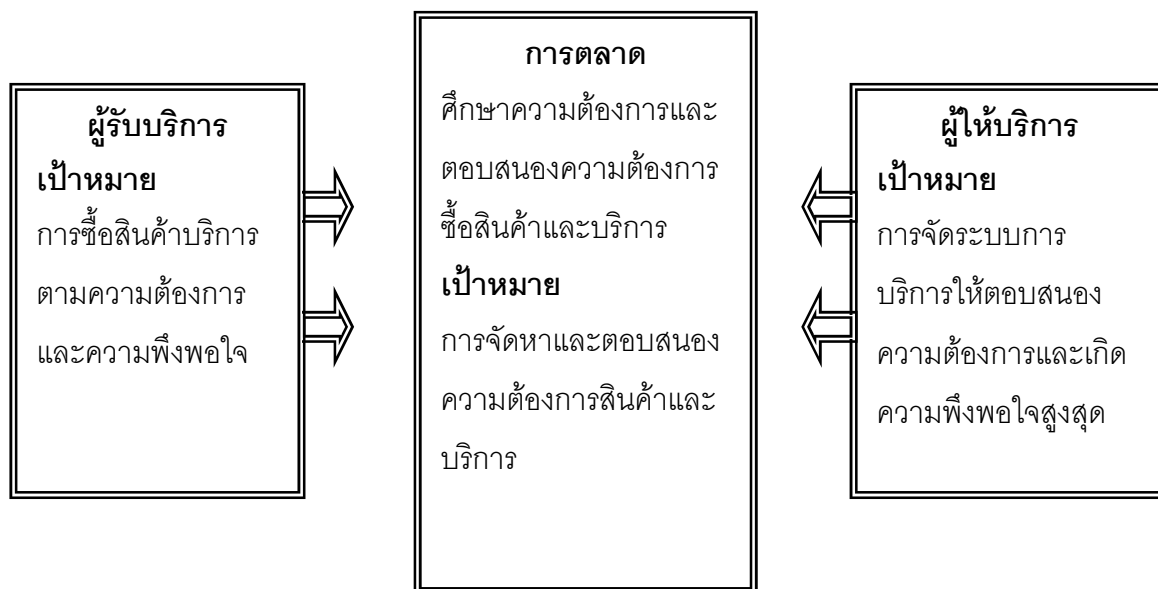 ผู้รับบริการ
เป้าหมาย
การซื้อสินค้าบริการ
ตามความต้องการ
และความพึงพอใจ
การตลาด
ศึกษาความต้องการและ
ตอบสนองความต้องการ
ซื้อสินค้าและบริการ
เป้าหมาย
การจัดหาและตอบสนอง
ความต้องการสินค้าและ
บริการ
ผู้ให้บริการ
เป้าหมาย
การจัดระบบการ
บริการให้ตอบสนอง
ความต้องการและเกิด
ความพึงพอใจสูงสุด